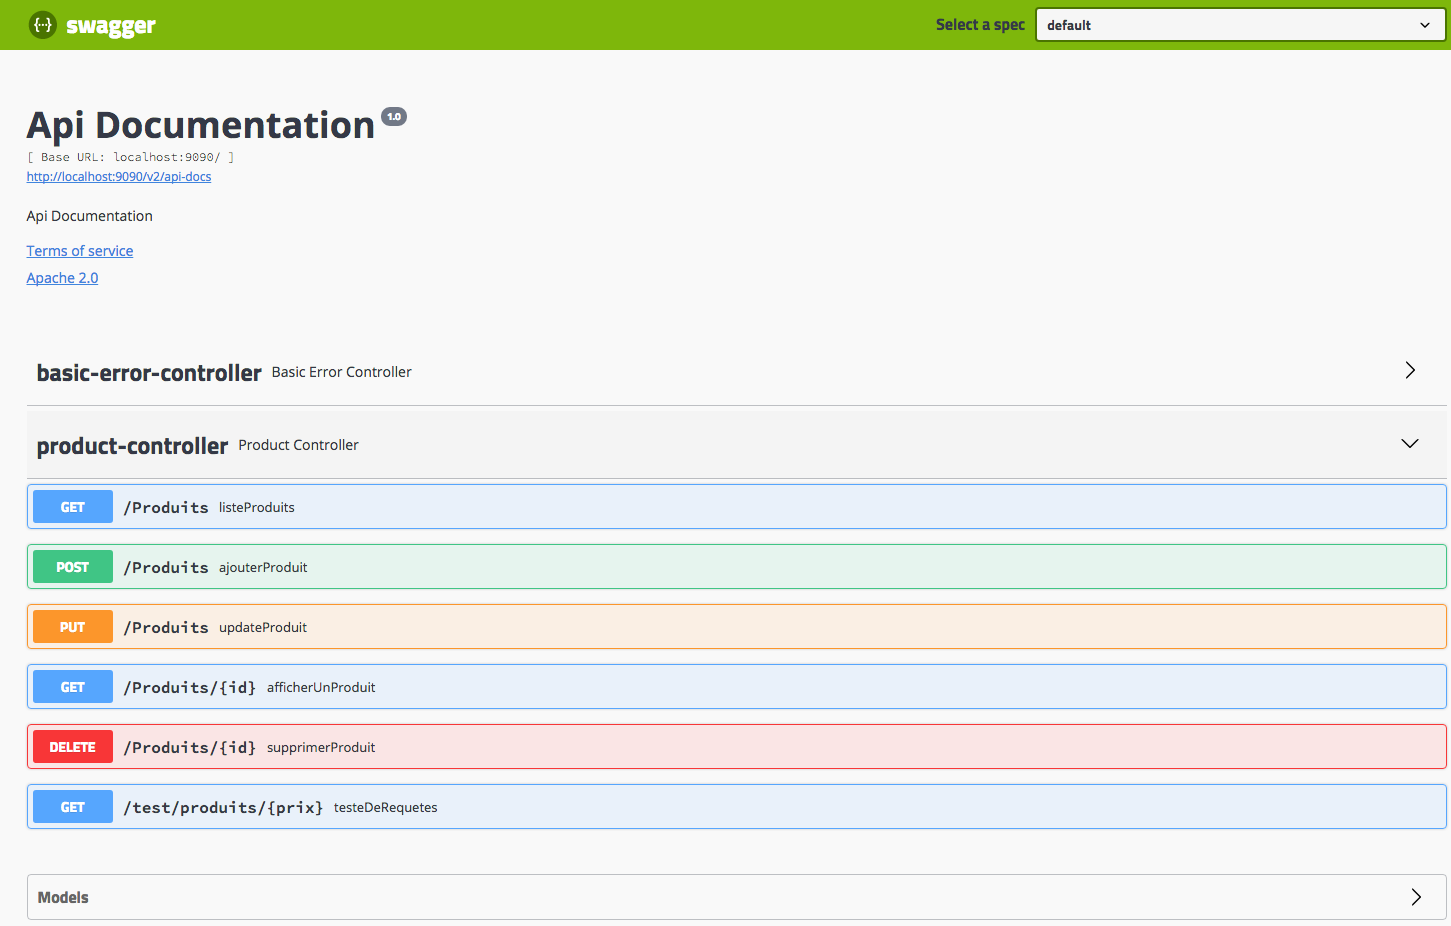 {···} swagger Select a spec default
Api Documentation 1.0
[ Base URL: localhost:9090/ ]
http://localhost:9090/v2/api-docs
Api Documentation
Terms of service
Apache 2.0
basic-error-controller Basic Error Controller
product-controller Product Controller
GET /Produits listeProduits
POST /Produits ajouterProduit
PUT /Produits updateProduit
GET /Produits/{id} afficherUnProduit
DELETE /Produits/{id} supprimerProduit
GET /test/produits/{prix} testeDeRequetes
Models